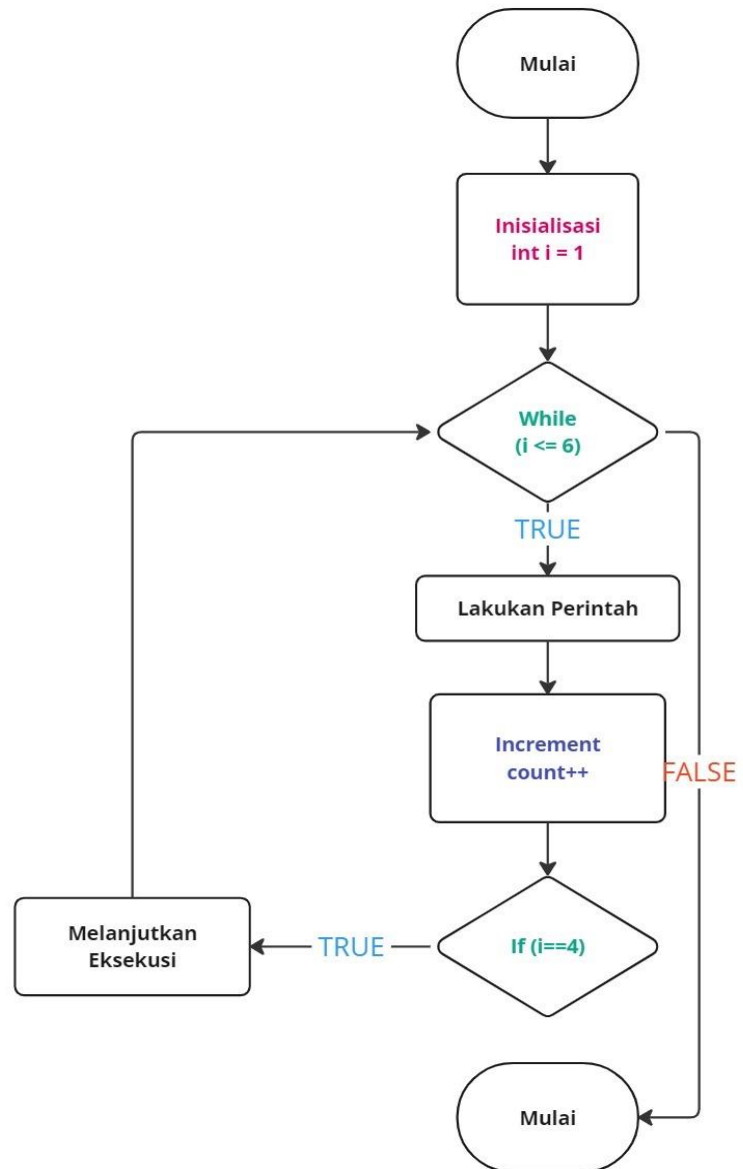 Mulai
Inisialisasi
int i = 1
While
(i <= 6)
TRUE
Lakukan Perintah
Increment
count++
FALSE
If (i==4)
TRUE
Melanjutkan
Eksekusi
Mulai